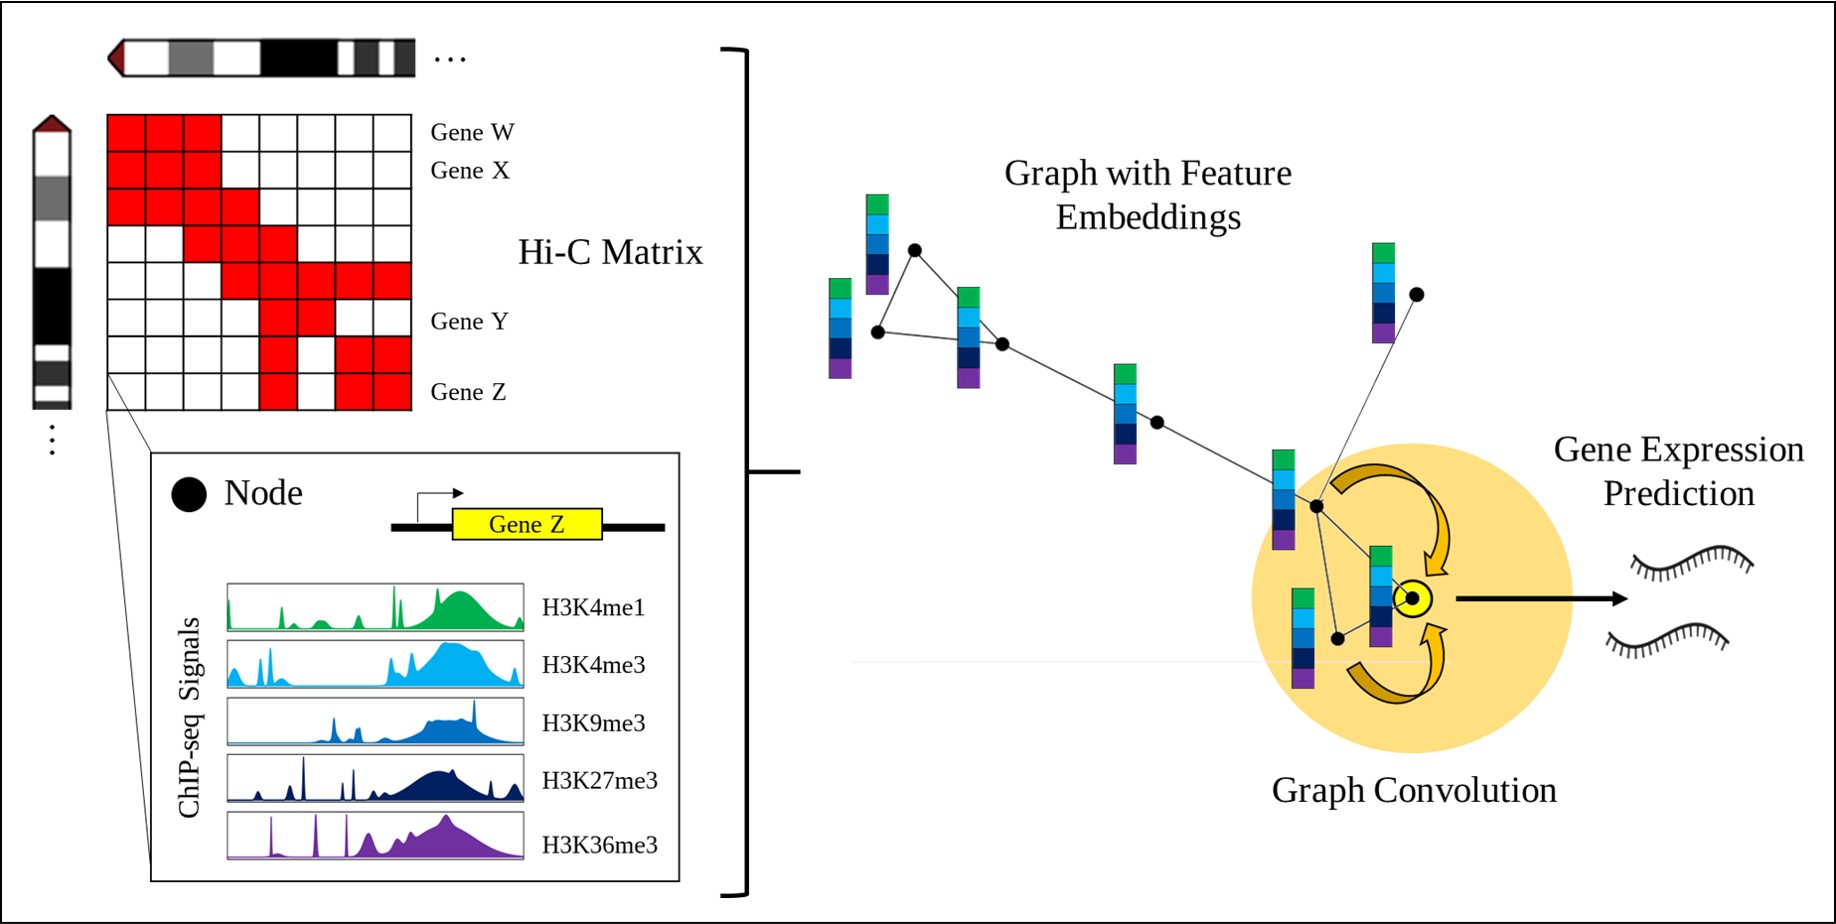 ...
Gene W
Gene X
Hi-C Matrix
Gene Y
Gene Z
Node
Gene Z
ChIP-seq Signals
H3K4me1
H3K4me3
H3K9me3
H3K27me3
H3K36me3
Graph with Feature
Embeddings
Gene Expression
Prediction
Graph Convolution